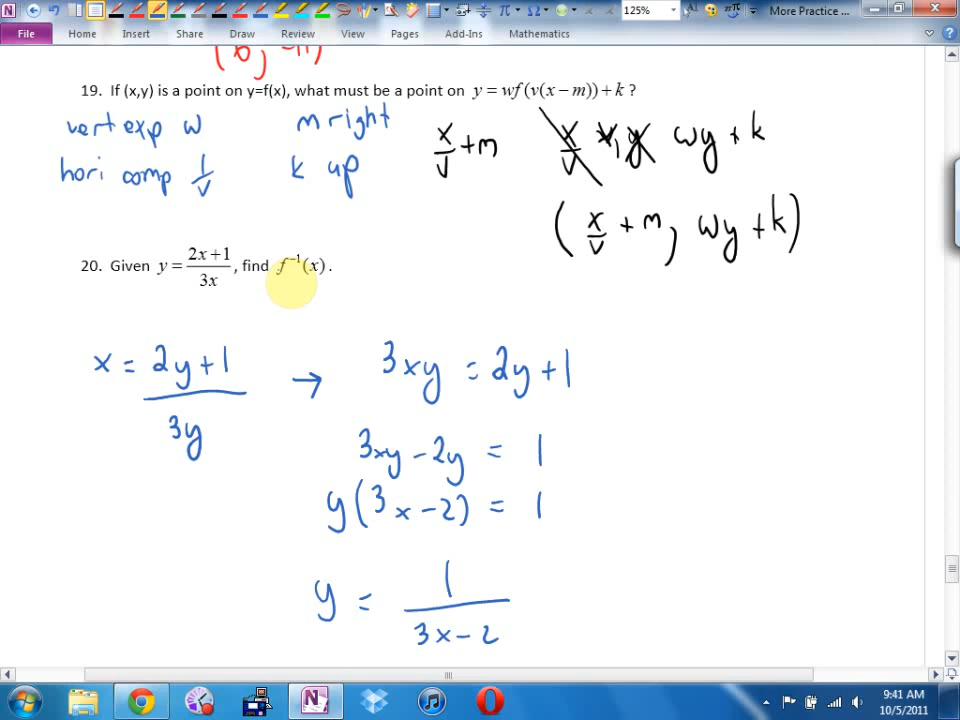 125%
More Practice ...
File Home Insert Share Draw Review View Pages Add-Ins Mathematics
19. If (x,y) is a point on y=f(x), what must be a point on y = wf(v(x − m)) + k ?
vert exp w m right x/v + m x/v x, y wy + k
hori comp 1/v k up
(x/v + m, wy + k)
20. Given y = (2x + 1)/(3x), find f⁻¹(x).
x = (2y + 1)/(3y) → 3xy = 2y + 1
3xy − 2y = 1
y(3x − 2) = 1
y = 1/(3x − 2)
9:41 AM
10/5/2011